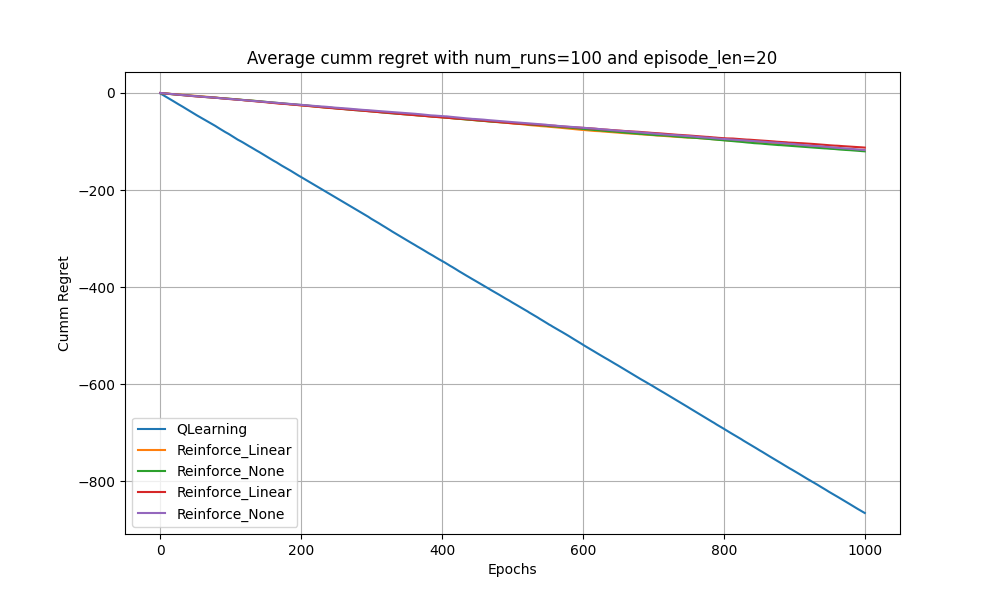 Average cumm regret with num_runs=100 and episode_len=20
0
−200
−400
−600
−800
Cumm Regret
QLearning
Reinforce_Linear
Reinforce_None
Reinforce_Linear
Reinforce_None
0 200 400 600 800 1000
Epochs